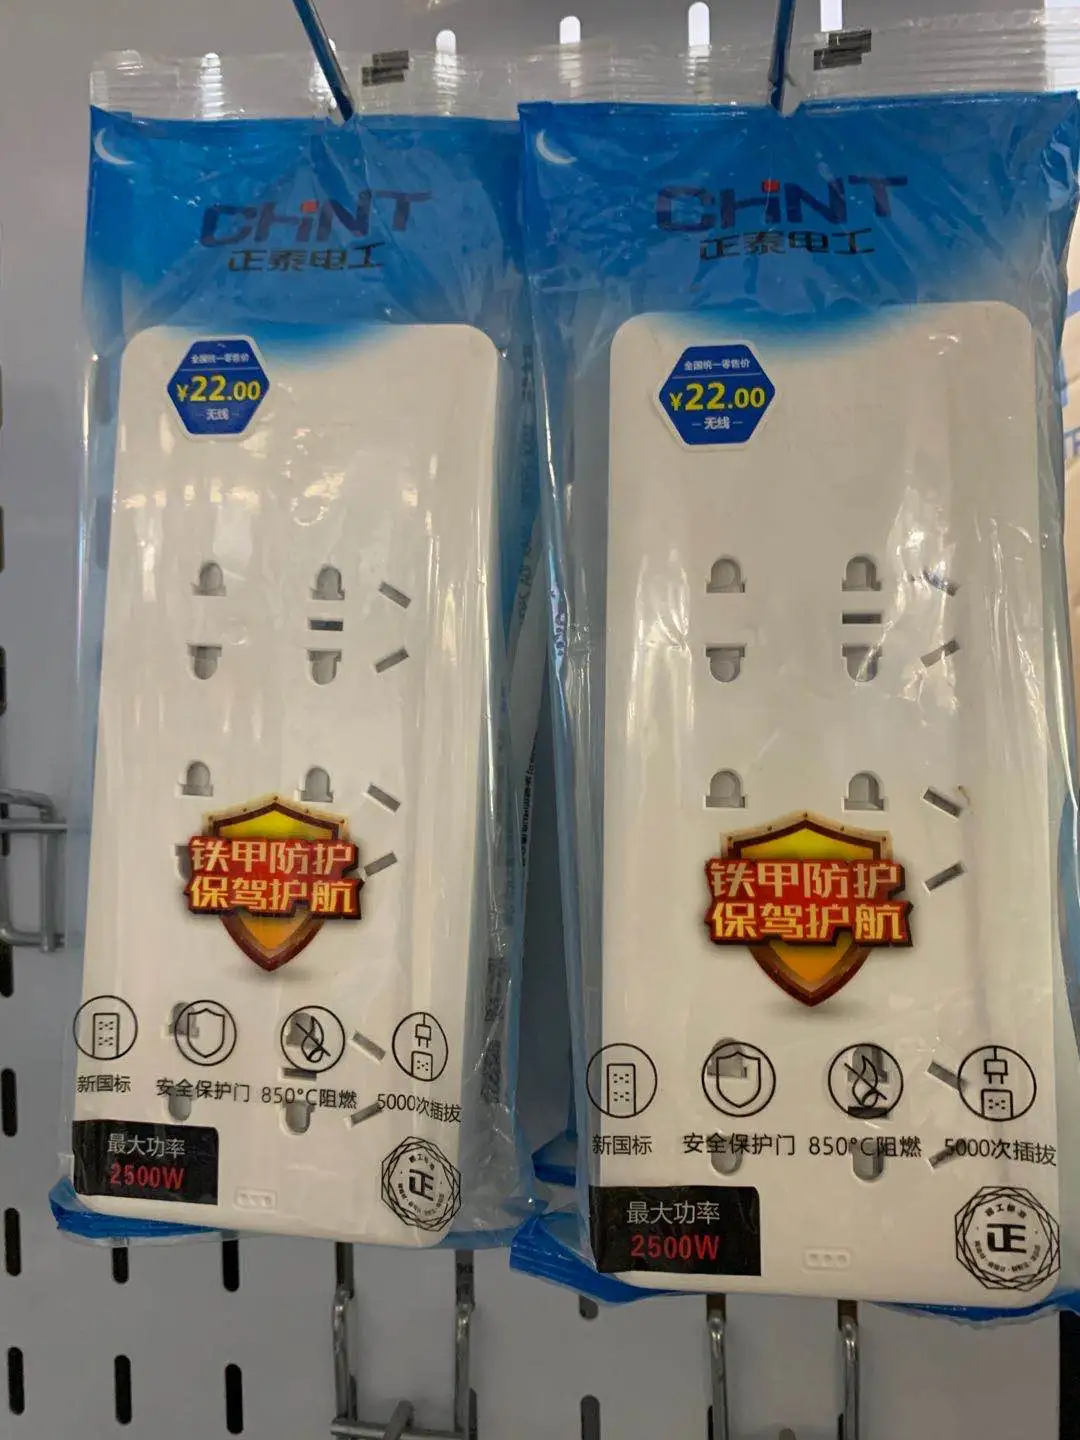 CHNT
正泰电工
全国统一零售价
¥22.00
无线
铁甲防护
保驾护航
新国标
安全保护门
850°C阻燃
5000次插拔
最大功率
2500W
正
CHNT
正泰电工
全国统一零售价
¥22.00
无线
铁甲防护
保驾护航
新国标
安全保护门
850°C阻燃
5000次插拔
最大功率
2500W
正